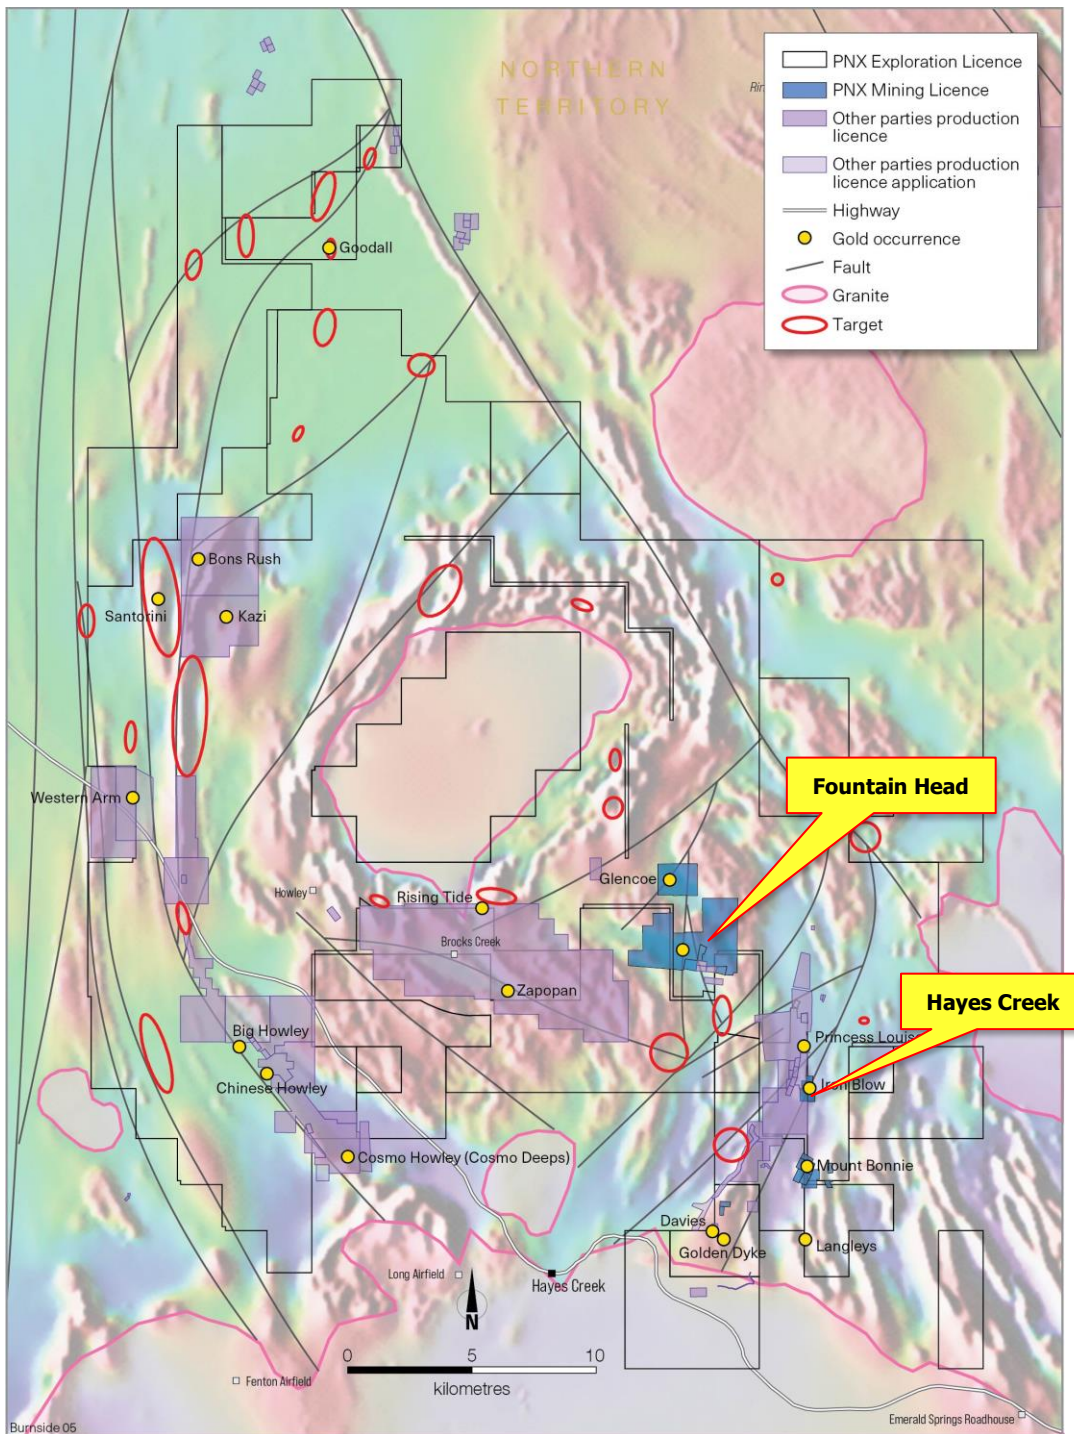 NORTHERN
TERRITORY
PNX Exploration Licence
PNX Mining Licence
Other parties production
licence
Other parties production
licence application
Highway
Gold occurrence
Fault
Granite
Target
Goodall
Bons Rush
Santorini
Kazi
Western Arm
Fountain Head
Glencoe
Howley
Rising Tide
Brocks Creek
Zapopan
Hayes Creek
Big Howley
Princess Louise
Chinese Howley
Iron Blow
Cosmo Howley (Cosmo Deeps)
Mount Bonnie
Davies
Golden Dyke
Langleys
Long Airfield
Hayes Creek
N
0 5 10
kilometres
Fenton Airfield
Emerald Springs Roadhouse
Burnside 05